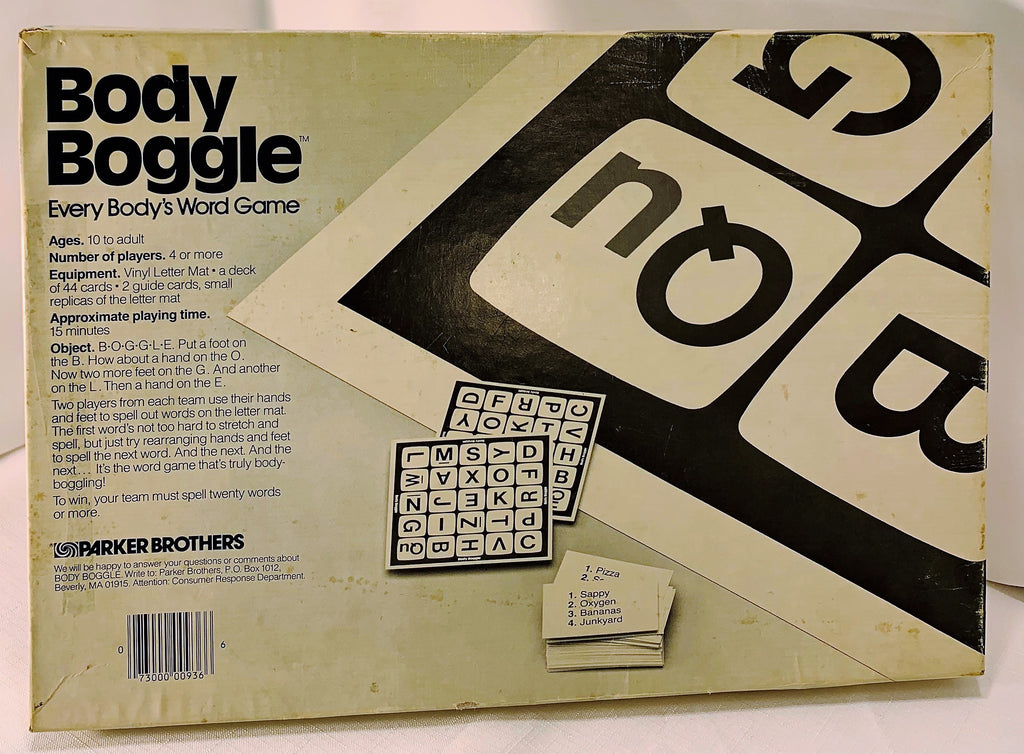 Body
Boggle™
Every Body's Word Game
Ages. 10 to adult
Number of players. 4 or more
Equipment. Vinyl Letter Mat • a deck
of 44 cards • 2 guide cards, small
replicas of the letter mat
Approximate playing time.
15 minutes
Object. B·O·G·G·L·E. Put a foot on
the B. How about a hand on the O.
Now two more feet on the G. And another
on the L. Then a hand on the E.
Two players from each team use their hands
and feet to spell out words on the letter mat.
The first word's not too hard to stretch and
spell, but just try rearranging hands and feet
to spell the next word. And the next. And the
next... It's the word game that's truly body-
boggling!
To win, your team must spell twenty words
or more.
PARKER BROTHERS
We will be happy to answer your questions or comments about
BODY BOGGLE. Write to: Parker Brothers, P.O. Box 1012,
Beverly, MA 01915. Attention: Consumer Response Department.
0 73000 00936 6
G
Qu
B
D F R P C
Y O K T V
H
B
L M S Y D
W A X O F
N J E K R
G I N T P
Qu B H V C
1. Pizza
2.
1. Sappy
2. Oxygen
3. Bananas
4. Junkyard